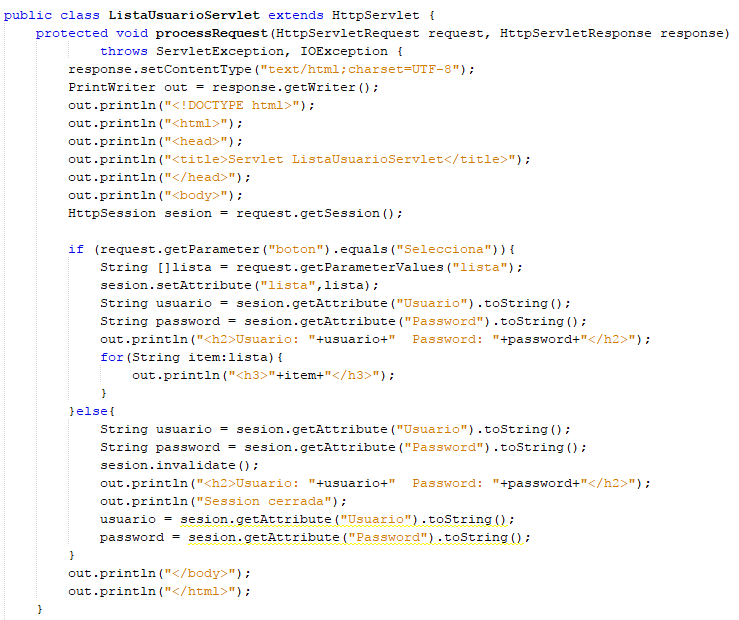 public class ListaUsuarioServlet extends HttpServlet {
    protected void processRequest(HttpServletRequest request, HttpServletResponse response)
            throws ServletException, IOException {
        response.setContentType("text/html;charset=UTF-8");
        PrintWriter out = response.getWriter();
        out.println("<!DOCTYPE html>");
        out.println("<html>");
        out.println("<head>");
        out.println("<title>Servlet ListaUsuarioServlet</title>");
        out.println("</head>");
        out.println("<body>");
        HttpSession sesion = request.getSession();
        if (request.getParameter("boton").equals("Selecciona")){
            String []lista = request.getParameterValues("lista");
            sesion.setAttribute("lista",lista);
            String usuario = sesion.getAttribute("Usuario").toString();
            String password = sesion.getAttribute("Password").toString();
            out.println("<h2>Usuario: "+usuario+"  Password: "+password+"</h2>");
            for(String item:lista){
                out.println("<h3>"+item+"</h3>");
            }
        }else{
            String usuario = sesion.getAttribute("Usuario").toString();
            String password = sesion.getAttribute("Password").toString();
            sesion.invalidate();
            out.println("<h2>Usuario: "+usuario+"  Password: "+password+"</h2>");
            out.println("Session cerrada");
            usuario = sesion.getAttribute("Usuario").toString();
            password = sesion.getAttribute("Password").toString();
        }
        out.println("</body>");
        out.println("</html>");
    }